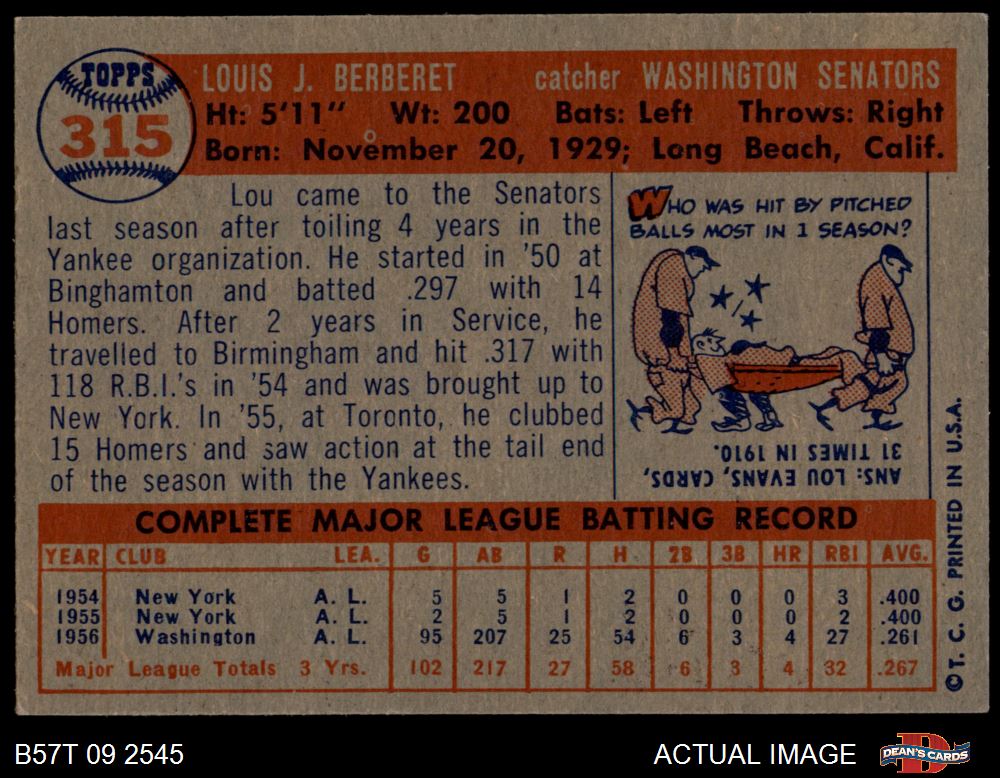 TOPPS
315
LOUIS J. BERBERET catcher WASHINGTON SENATORS
Ht: 5'11" Wt: 200 Bats: Left Throws: Right
Born: November 20, 1929; Long Beach, Calif.
Lou came to the Senators
last season after toiling 4 years in the
Yankee organization. He started in '50 at
Binghamton and batted .297 with 14
Homers. After 2 years in Service, he
travelled to Birmingham and hit .317 with
118 R.B.I.'s in '54 and was brought up to
New York. In '55, at Toronto, he clubbed
15 Homers and saw action at the tail end
of the season with the Yankees.
WHO WAS HIT BY PITCHED
BALLS MOST IN 1 SEASON?
ANS: LOU EVANS, CARDS,
31 TIMES IN 1910.
COMPLETE MAJOR LEAGUE BATTING RECORD
YEAR CLUB LEA. G AB R H 2B 3B HR RBI AVG.
1954 New York A. L. 5 5 1 2 0 0 0 3 .400
1955 New York A. L. 2 5 1 2 0 0 0 2 .400
1956 Washington A. L. 95 207 25 54 6 3 4 27 .261
Major League Totals 3 Yrs. 102 217 27 58 6 3 4 32 .267
© T. C. G. PRINTED IN U.S.A.
B57T 09 2545
ACTUAL IMAGE
DEAN'S CARDS